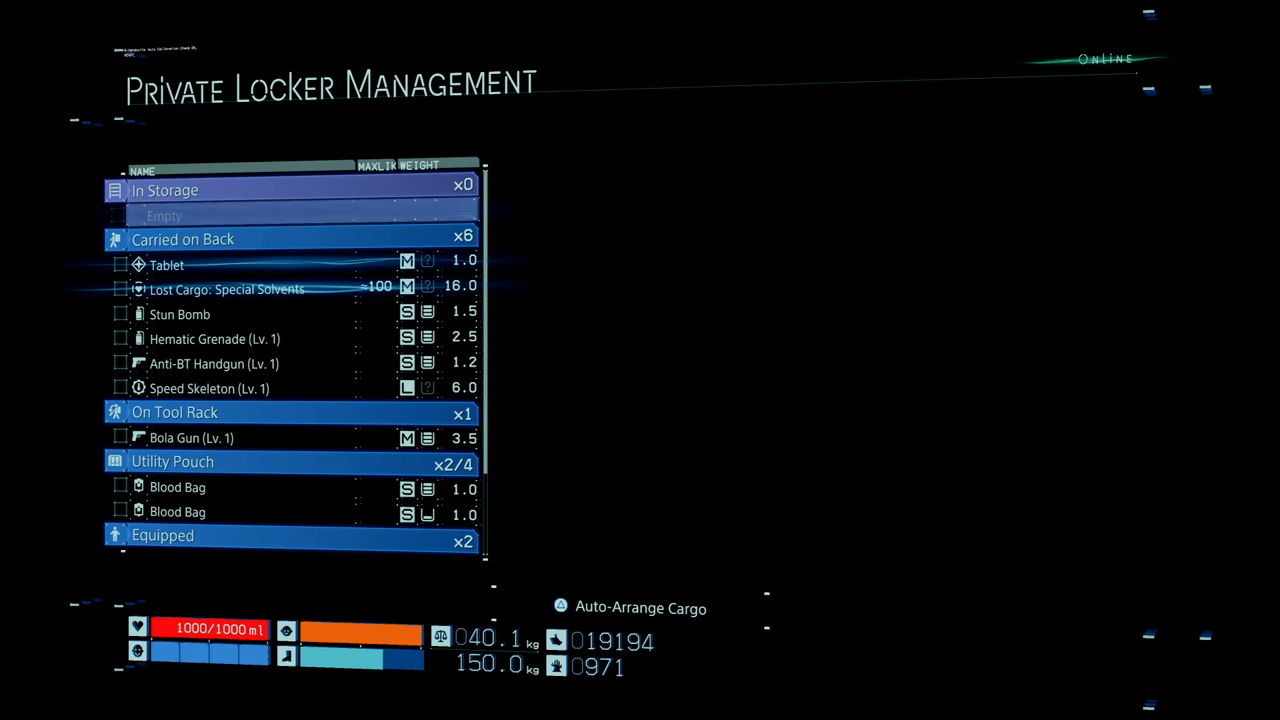 Private Locker Management
Online
NAME MAXLIK WEIGHT
In Storage x0
Empty
Carried on Back x6
Tablet M [?] 1.0
Lost Cargo: Special Solvents ≈100 M [?] 16.0
Stun Bomb S 1.5
Hematic Grenade (Lv. 1) S 2.5
Anti-BT Handgun (Lv. 1) S 1.2
Speed Skeleton (Lv. 1) L [?] 6.0
On Tool Rack x1
Bola Gun (Lv. 1) M 3.5
Utility Pouch x2/4
Blood Bag S 1.0
Blood Bag S 1.0
Equipped x2
Auto-Arrange Cargo
1000/1000 ml 040.1 kg 019194
150.0 kg 0971